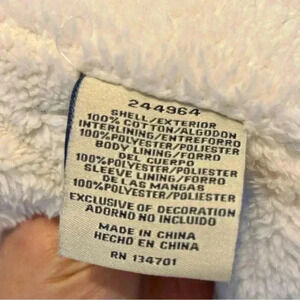 244964
SHELL/EXTERIOR
100% COTTON/ALGODON
INTERLINING/ENTREFORRO
100%POLYESTER/POLIESTER
BODY LINING/FORRO
DEL CUERPO
100%POLYESTER/POLIESTER
SLEEVE LINING/FORRO
DE LAS MANGAS
100%POLYESTER/POLIESTER
EXCLUSIVE OF DECORATION
ADORNO NO INCLUIDO
MADE IN CHINA
HECHO EN CHINA
RN 134701